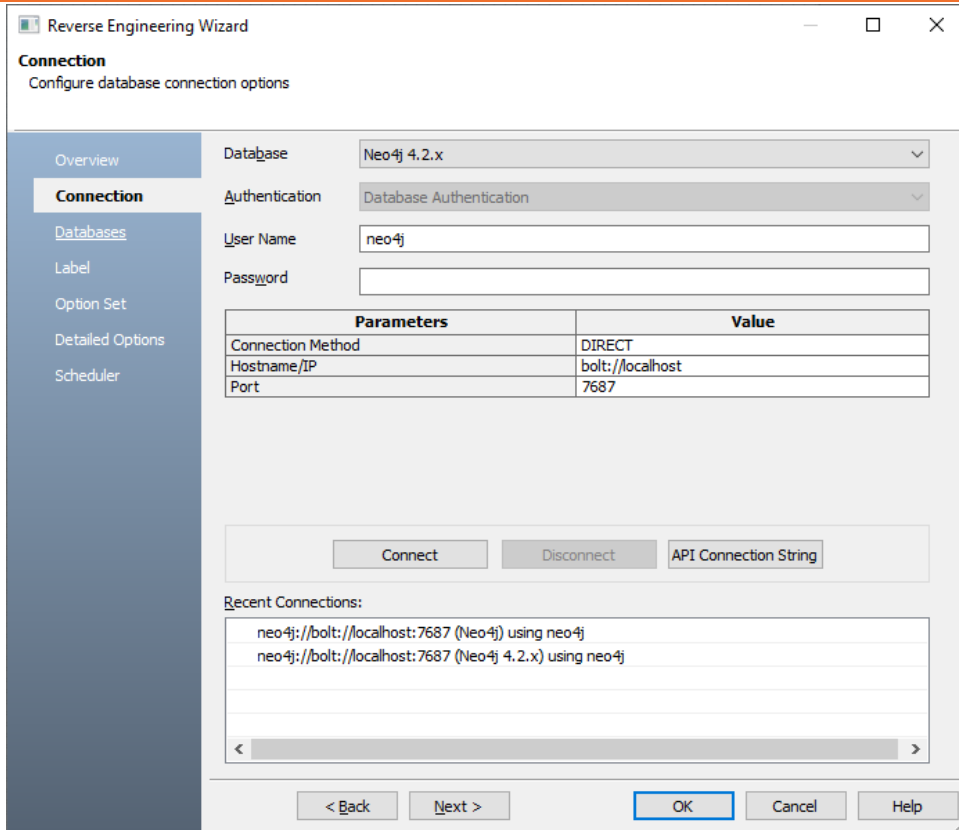 Reverse Engineering Wizard
Connection
Configure database connection options
Overview
Connection
Databases
Label
Option Set
Detailed Options
Scheduler
Database Neo4j 4.2.x
Authentication Database Authentication
User Name neo4j
Password
Parameters Value
Connection Method DIRECT
Hostname/IP bolt://localhost
Port 7687
Connect Disconnect API Connection String
Recent Connections:
neo4j://bolt://localhost:7687 (Neo4j) using neo4j
neo4j://bolt://localhost:7687 (Neo4j 4.2.x) using neo4j
< Back Next > OK Cancel Help